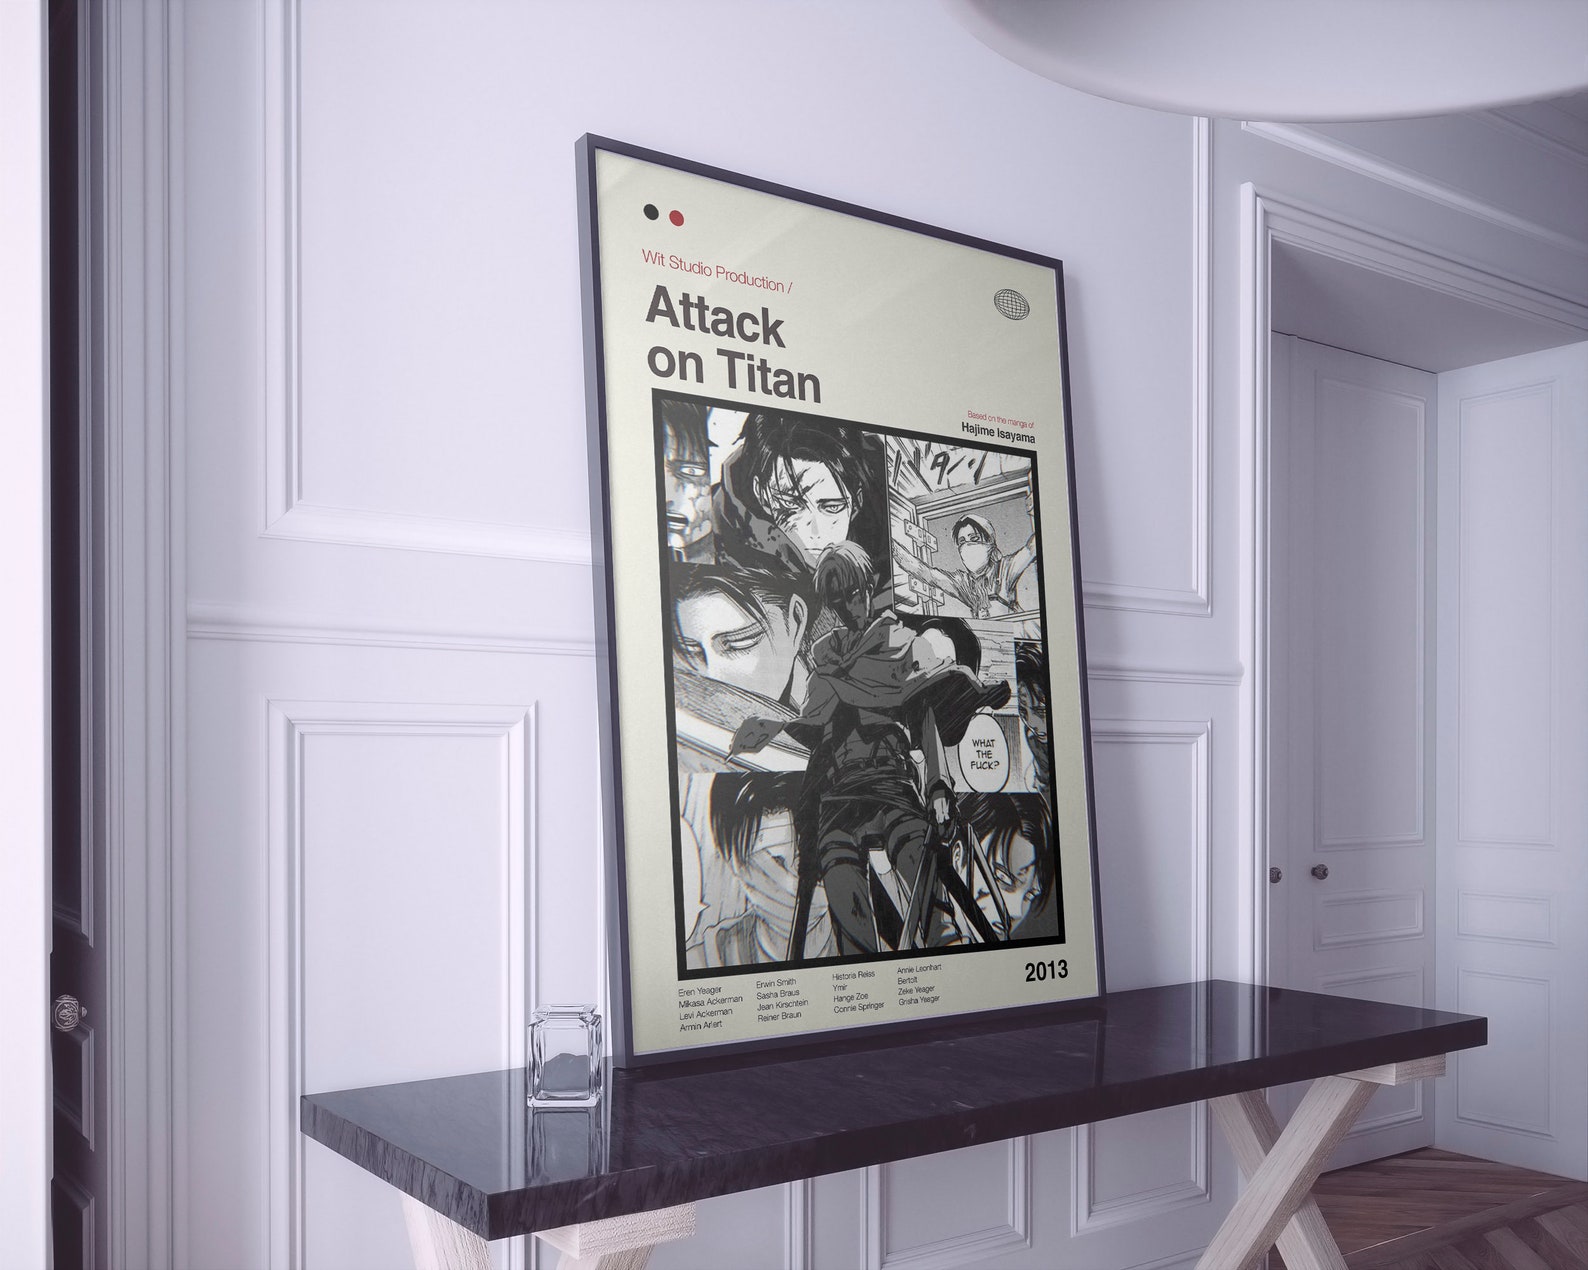 Wit Studio Production /
Attack
on Titan
Based on the manga of
Hajime Isayama
WHAT
THE
FUCK?
Eren Yeager
Mikasa Ackerman
Levi Ackerman
Armin Arlert
Erwin Smith
Sasha Braus
Jean Kirschtein
Reiner Braun
Historia Reiss
Ymir
Hange Zoe
Connie Springer
Annie Leonhart
Bertolt
Zeke Yeager
Grisha Yeager
2013